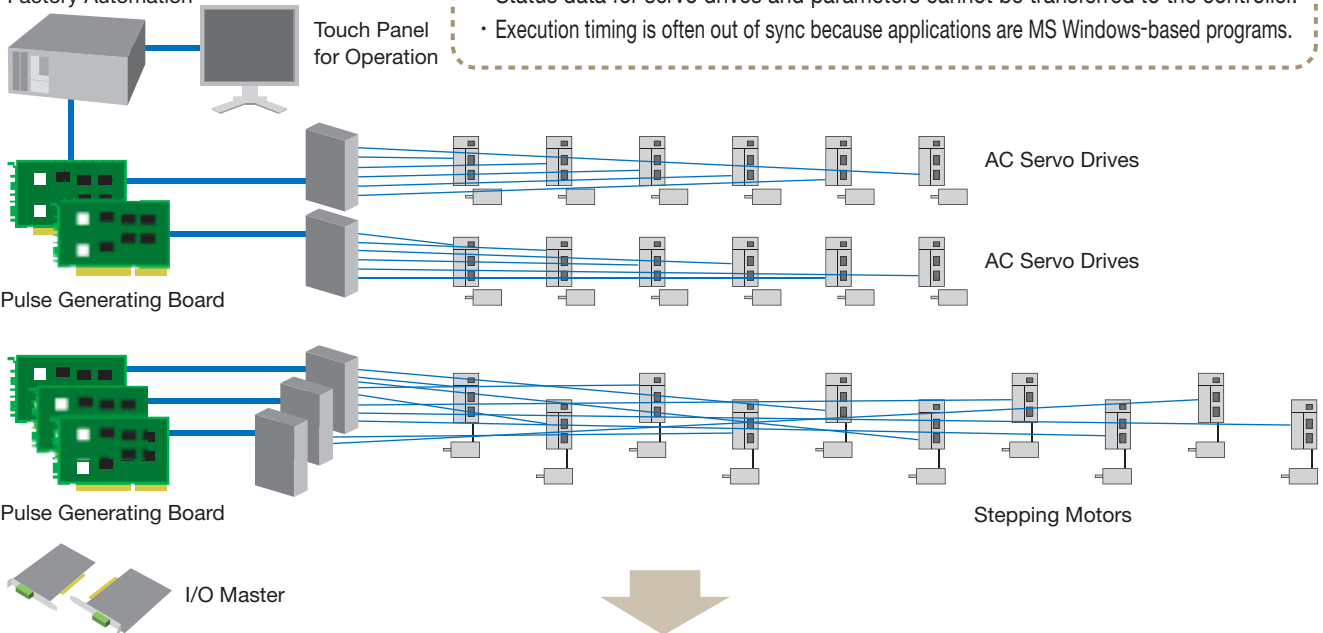 Factory Automation
Status data for servo drives and parameters cannot be transferred to the controller.
・Execution timing is often out of sync because applications are MS Windows-based programs.
Touch Panel
for Operation
AC Servo Drives
AC Servo Drives
Pulse Generating Board
Pulse Generating Board
Stepping Motors
I/O Master